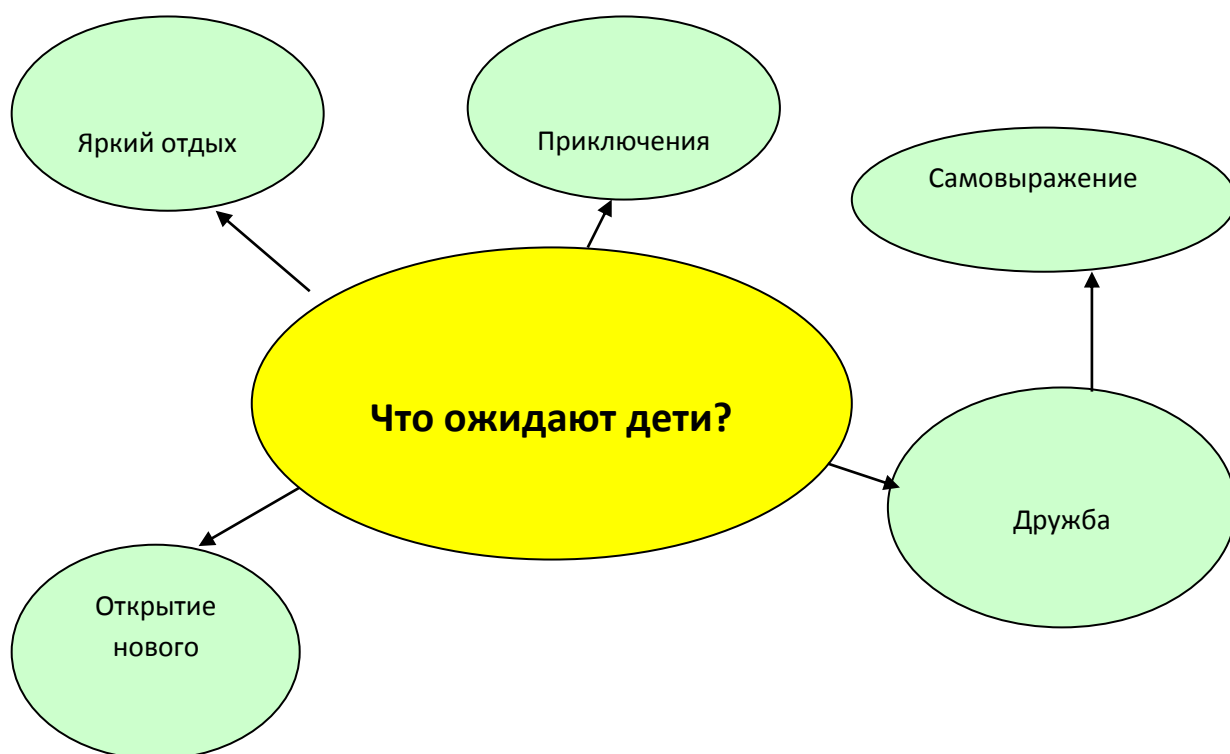 Яркий отдых
Приключения
Самовыражение
Что ожидают дети?
Дружба
Открытие
нового